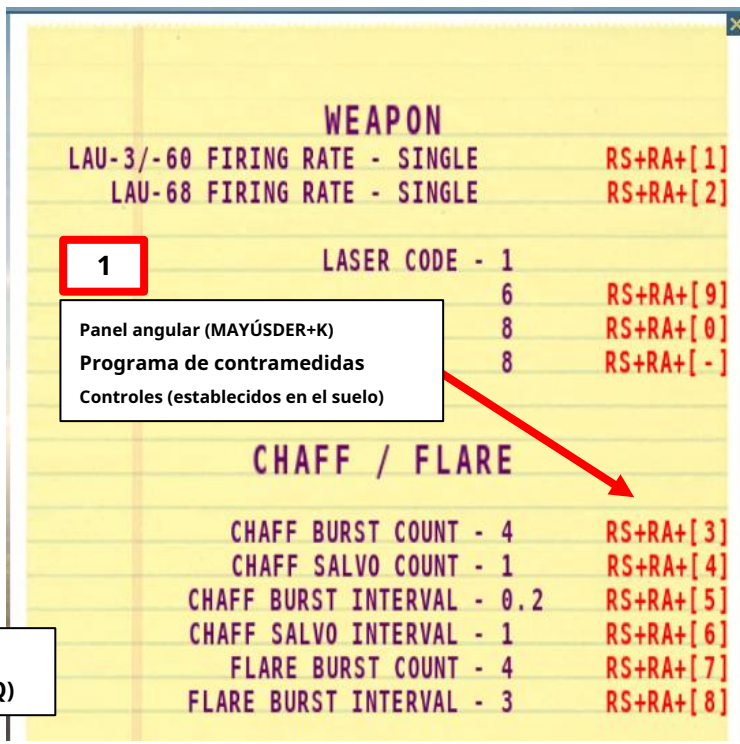 WEAPON
LAU-3/-60 FIRING RATE - SINGLE RS+RA+[1]
LAU-68 FIRING RATE - SINGLE RS+RA+[2]
1
LASER CODE - 1
6 RS+RA+[9]
8 RS+RA+[0]
8 RS+RA+[-]
Panel angular (MAYÚSDER+K)
Programa de contramedidas
Controles (establecidos en el suelo)
CHAFF / FLARE
CHAFF BURST COUNT - 4 RS+RA+[3]
CHAFF SALVO COUNT - 1 RS+RA+[4]
CHAFF BURST INTERVAL - 0.2 RS+RA+[5]
CHAFF SALVO INTERVAL - 1 RS+RA+[6]
FLARE BURST COUNT - 4 RS+RA+[7]
FLARE BURST INTERVAL - 3 RS+RA+[8]
)